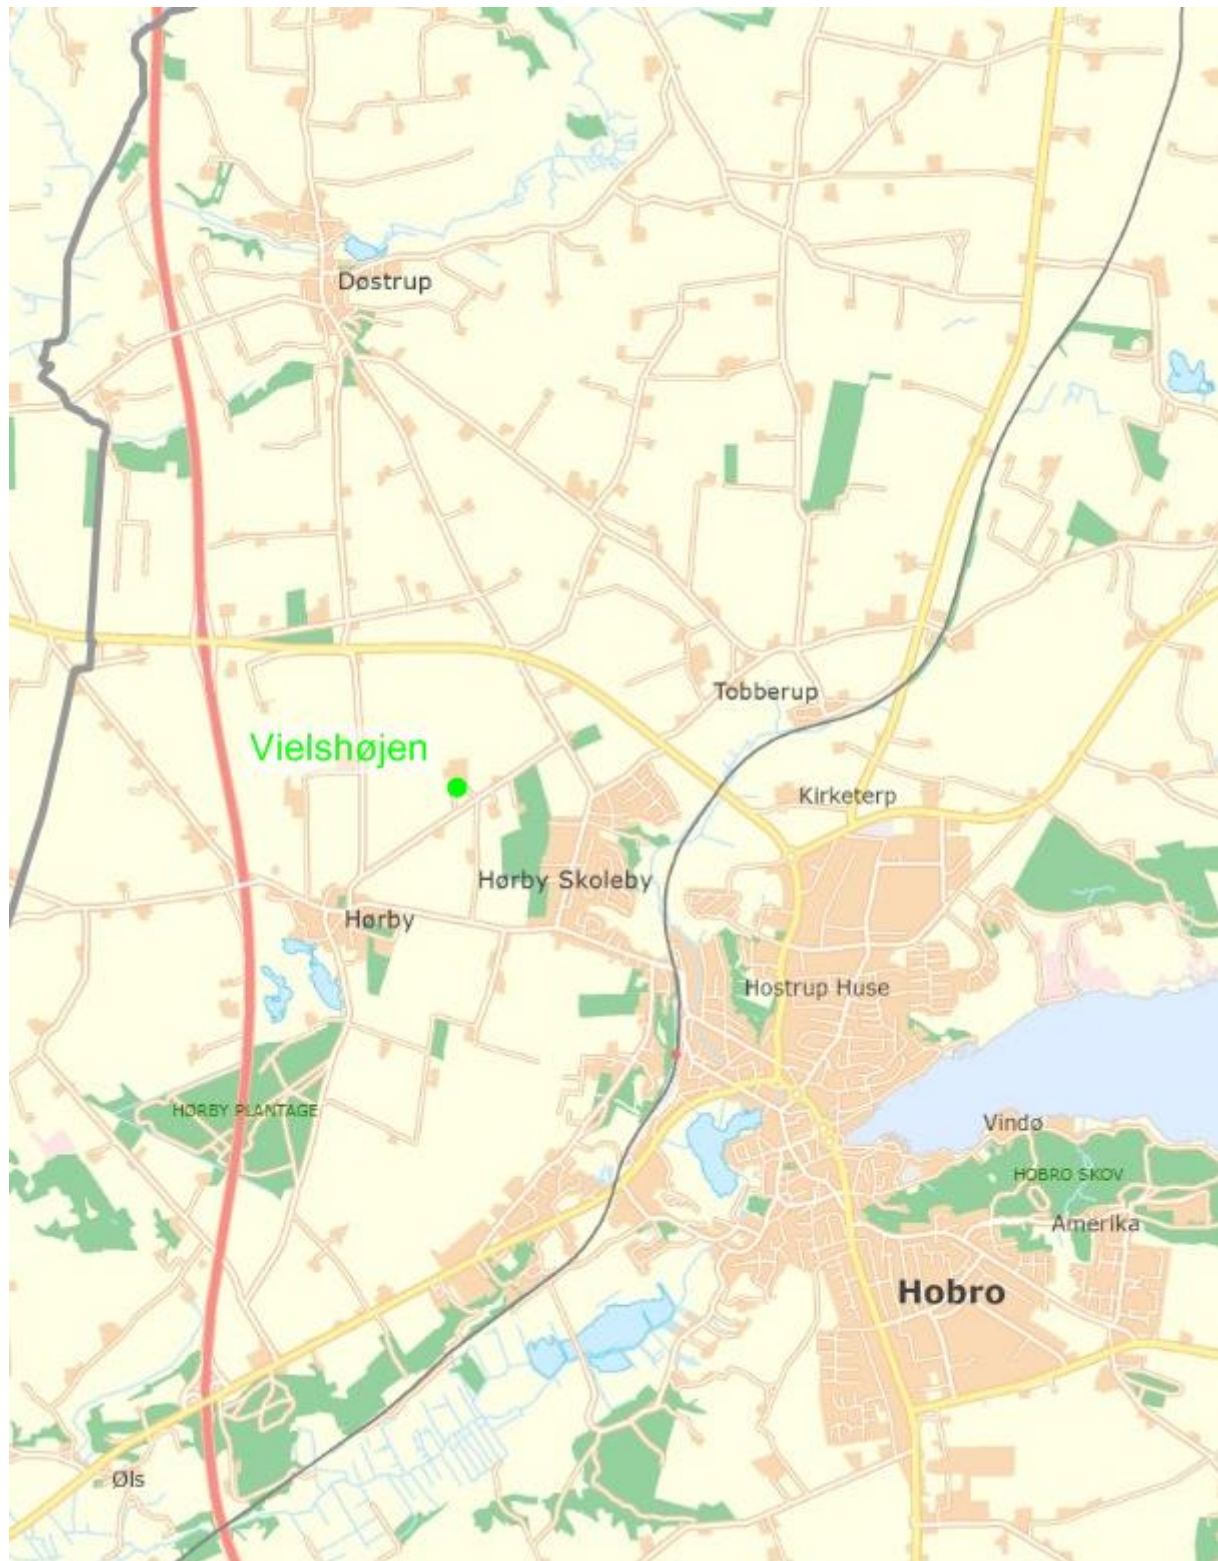 Døstrup
Tobberup
Vielshøjen
Kirketerp
Hørby Skoleby
Hørby
Hostrup Huse
HØRBY PLANTAGE
Vindø
HOBRO SKOV
Amerika
Hobro
Øls